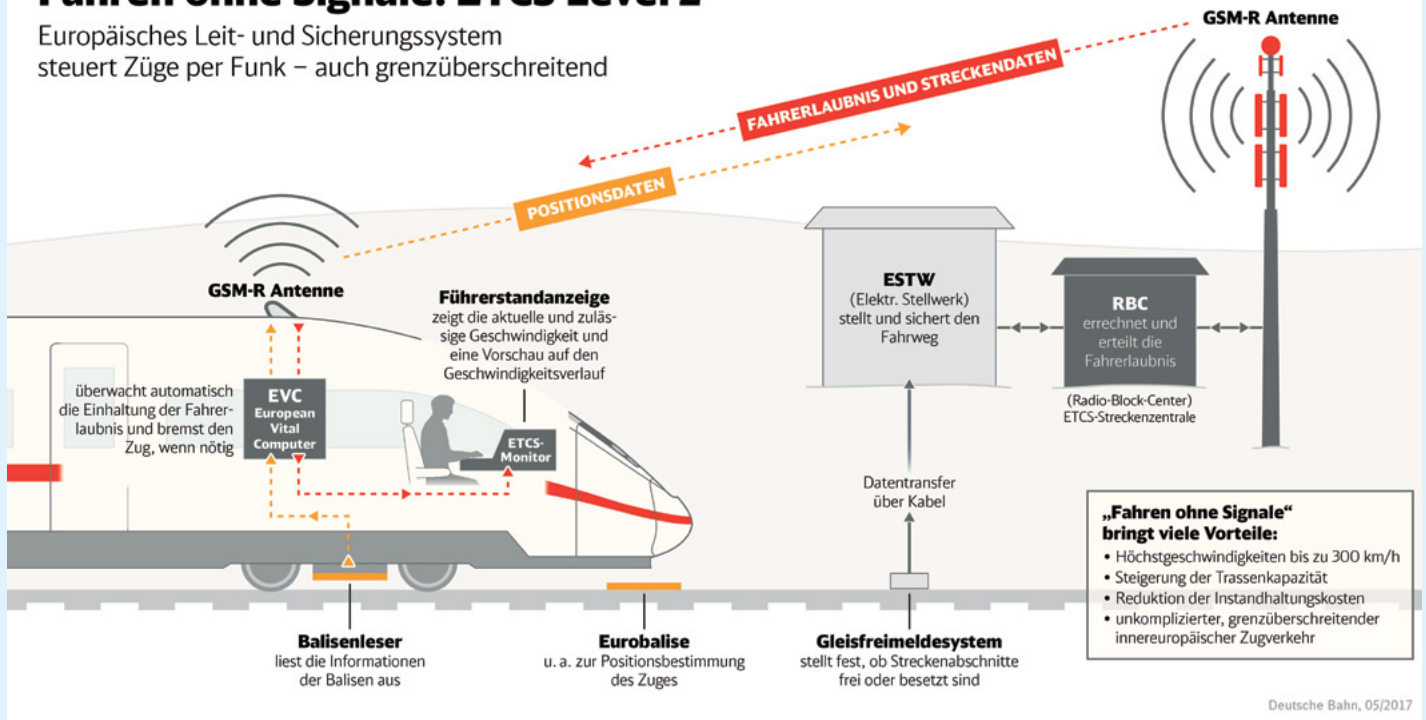 Fahren ohne Signale: ETCS Level 2
Europäisches Leit- und Sicherungssystem
steuert Züge per Funk – auch grenzüberschreitend
GSM-R Antenne
FAHRERLAUBNIS UND STRECKENDATEN
POSITIONSDATEN
GSM-R Antenne
Führerstandanzeige
zeigt die aktuelle und zuläs-
sige Geschwindigkeit und
eine Vorschau auf den
Geschwindigkeitsverlauf
ESTW
(Elektr. Stellwerk)
stellt und sichert den
Fahrweg
RBC
errechnet und
erteilt die
Fahrerlaubnis
(Radio-Block-Center)
ETCS-Streckenzentrale
überwacht automatisch
die Einhaltung der Fahrer-
laubnis und bremst den
Zug, wenn nötig
EVC
European
Vital
Computer
ETCS-
Monitor
Datentransfer
über Kabel
„Fahren ohne Signale“
bringt viele Vorteile:
• Höchstgeschwindigkeiten bis zu 300 km/h
• Steigerung der Trassenkapazität
• Reduktion der Instandhaltungskosten
• unkomplizierter, grenzüberschreitender
innereuropäischer Zugverkehr
Balisenleser
liest die Informationen
der Balisen aus
Eurobalise
u. a. zur Positionsbestimmung
des Zuges
Gleisfreimeldesystem
stellt fest, ob Streckenabschnitte
frei oder besetzt sind
Deutsche Bahn, 05/2017